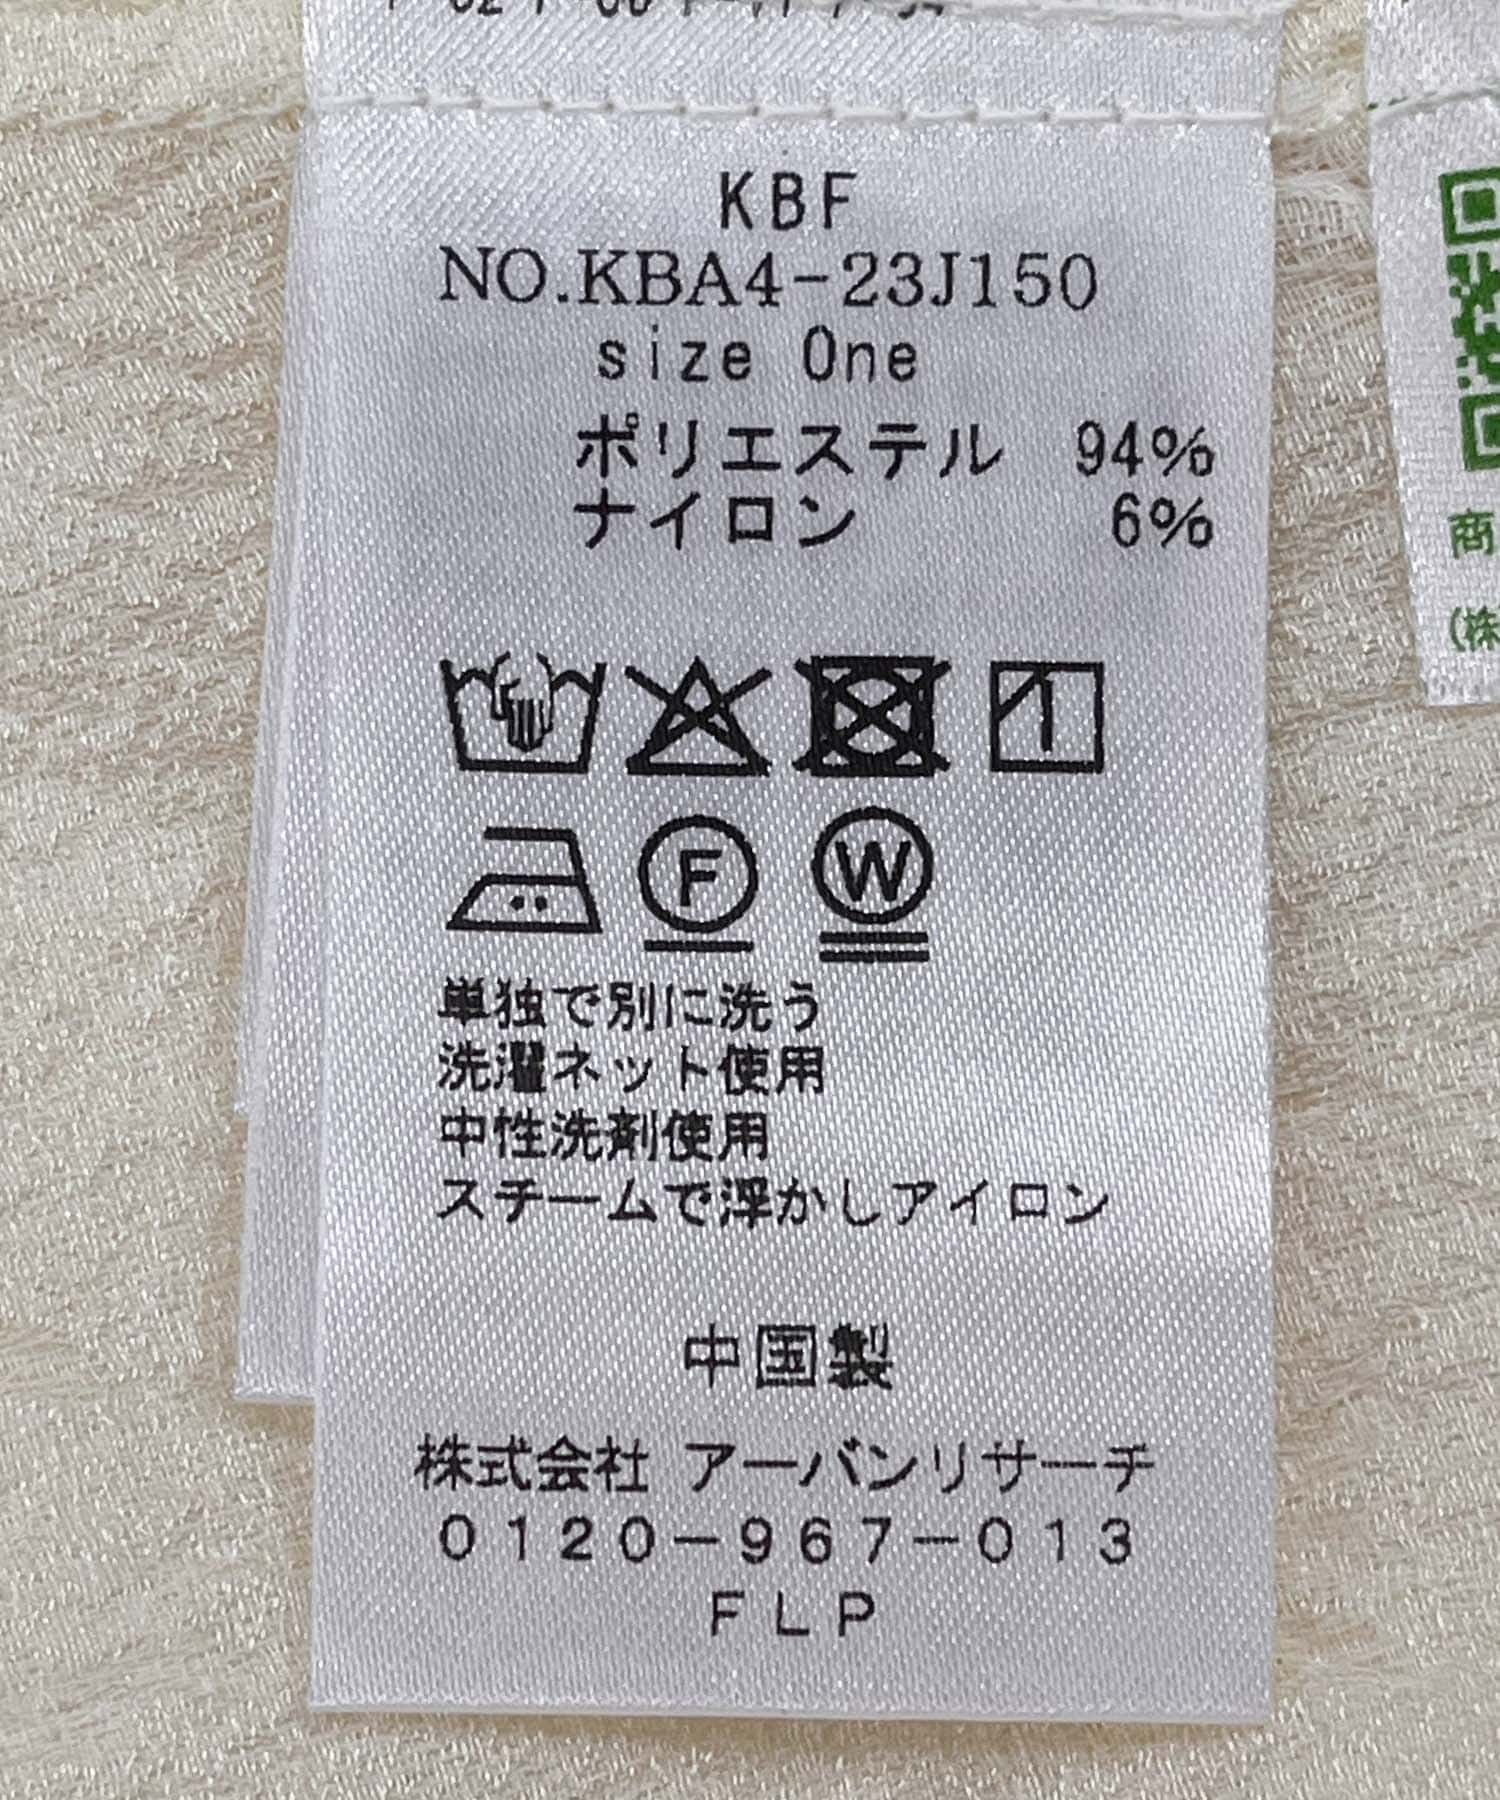 KBF
NO.KBA4-23J150
size One
ポリエステル 94%
ナイロン 6%
F W
単独で別に洗う
洗濯ネット使用
中性洗剤使用
スチームで浮かしアイロン
中国製
株式会社 アーバンリサーチ
0120-967-013
FLP
商
(株